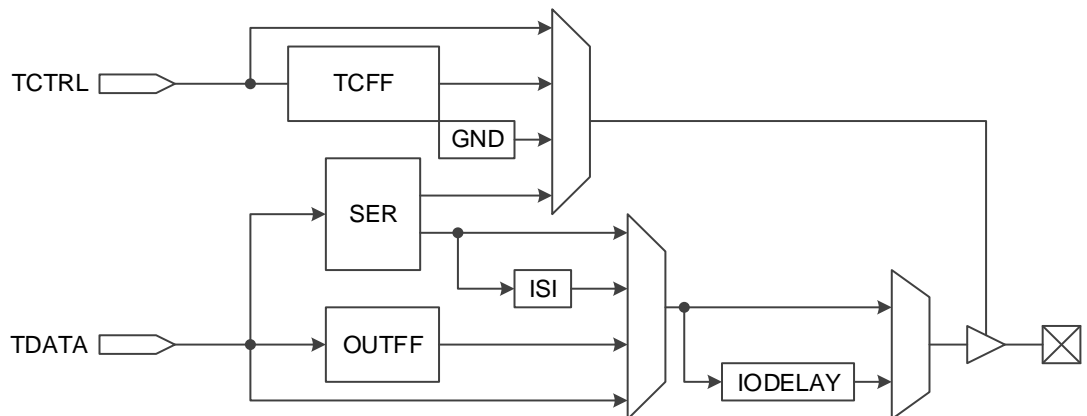 TCTRL
TCFF
GND
SER
ISI
TDATA
OUTFF
IODELAY